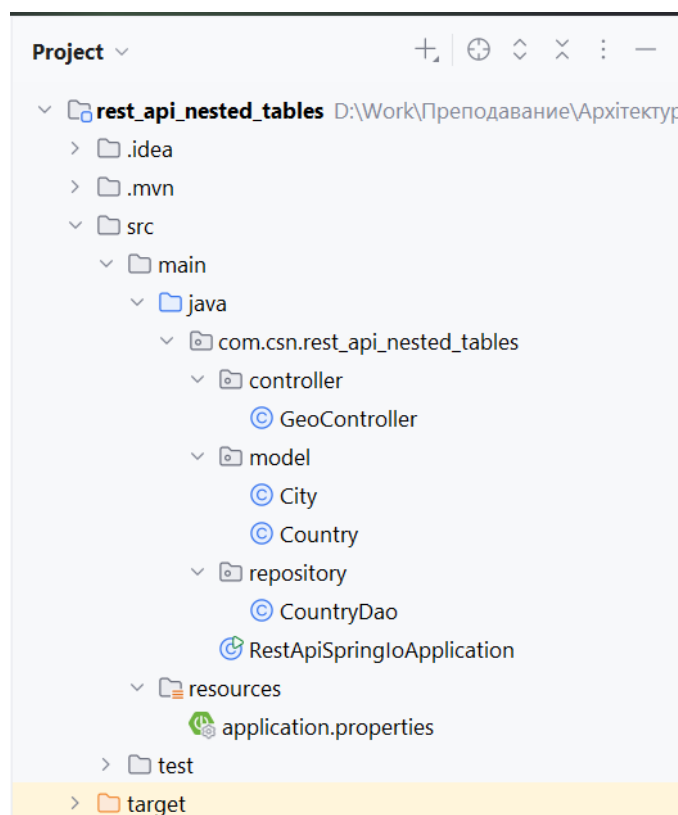 Project
rest_api_nested_tables D:\Work\Преподавание\Архітектур
.idea
.mvn
src
main
java
com.csn.rest_api_nested_tables
controller
GeoController
model
City
Country
repository
CountryDao
RestApiSpringIoApplication
resources
application.properties
test
target